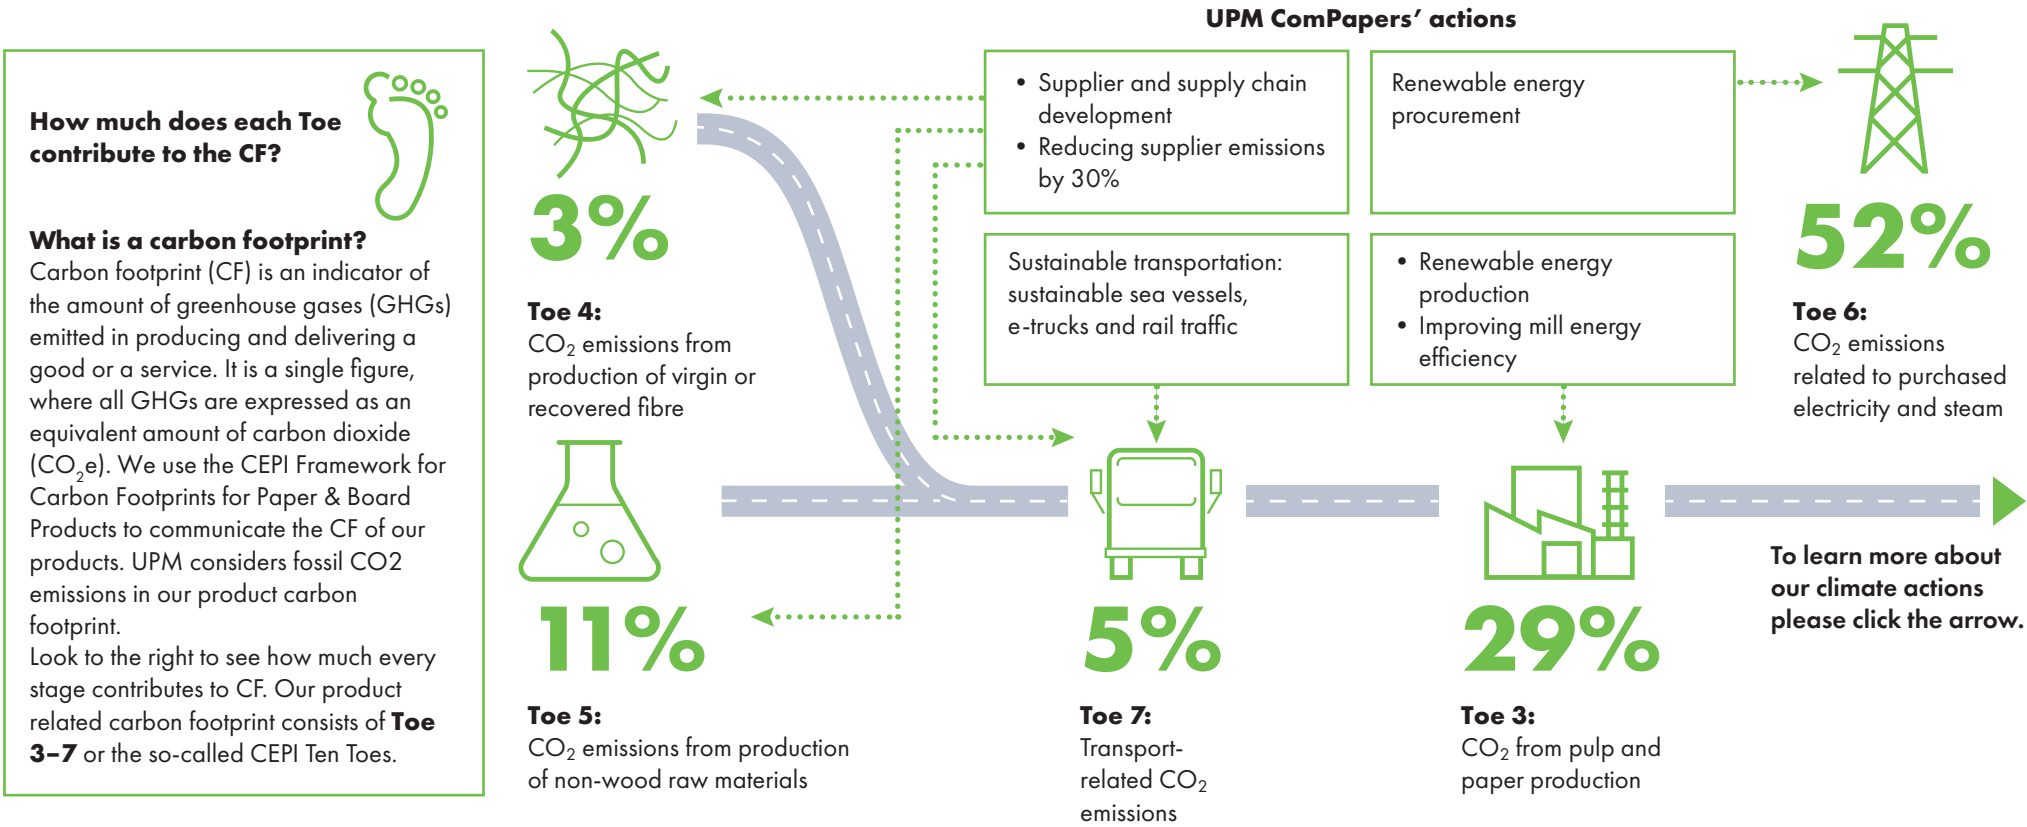 How much does each Toe
contribute to the CF?
What is a carbon footprint?
Carbon footprint (CF) is an indicator of
the amount of greenhouse gases (GHGs)
emitted in producing and delivering a
good or a service. It is a single figure,
where all GHGs are expressed as an
equivalent amount of carbon dioxide
(CO₂e). We use the CEPI Framework for
Carbon Footprints for Paper & Board
Products to communicate the CF of our
products. UPM considers fossil CO2
emissions in our product carbon
footprint.
Look to the right to see how much every
stage contributes to CF. Our product
related carbon footprint consists of Toe
3–7 or the so-called CEPI Ten Toes.
3%
Toe 4:
CO₂ emissions from
production of virgin or
recovered fibre
11%
Toe 5:
CO₂ emissions from production
of non-wood raw materials
UPM ComPapers’ actions
• Supplier and supply chain
development
• Reducing supplier emissions
by 30%
Renewable energy
procurement
Sustainable transportation:
sustainable sea vessels,
e-trucks and rail traffic
• Renewable energy
production
• Improving mill energy
efficiency
5%
Toe 7:
Transport-
related CO₂
emissions
29%
Toe 3:
CO₂ from pulp and
paper production
52%
Toe 6:
CO₂ emissions
related to purchased
electricity and steam
To learn more about
our climate actions
please click the arrow.